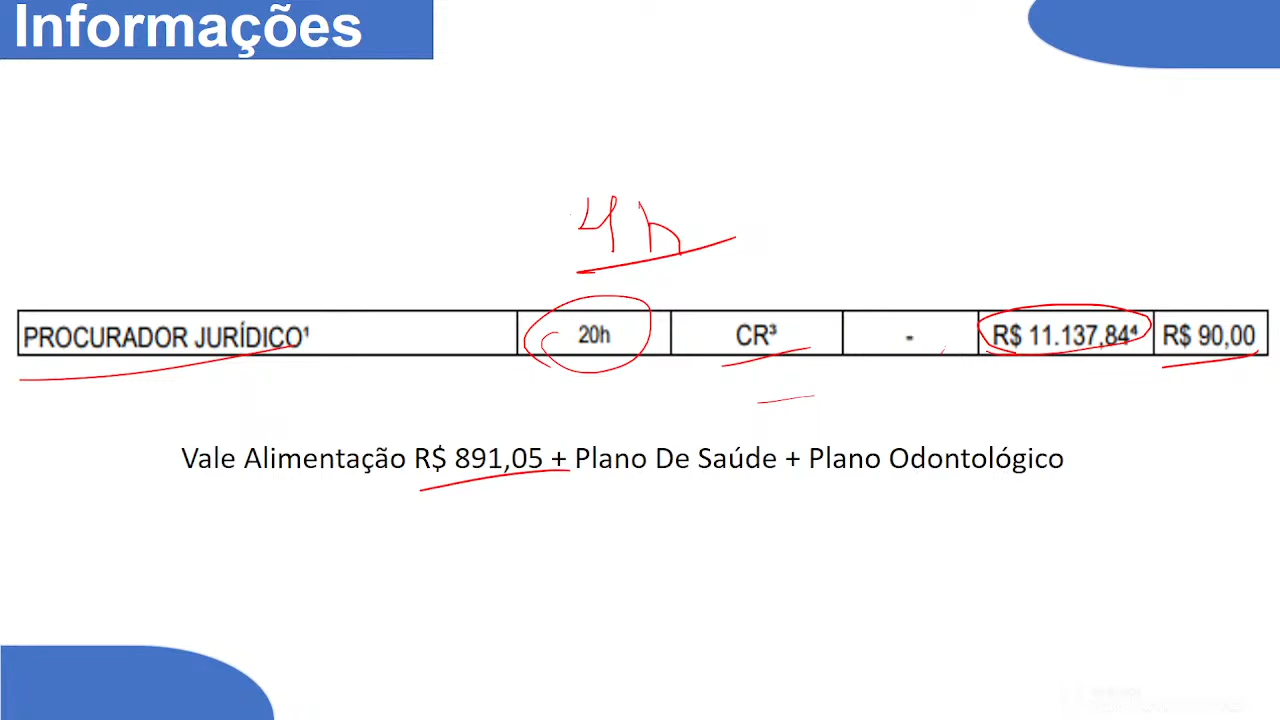 Informações
4h
PROCURADOR JURÍDICO¹ 20h CR³ - R$ 11.137,84⁴ R$ 90,00
Vale Alimentação R$ 891,05 + Plano De Saúde + Plano Odontológico